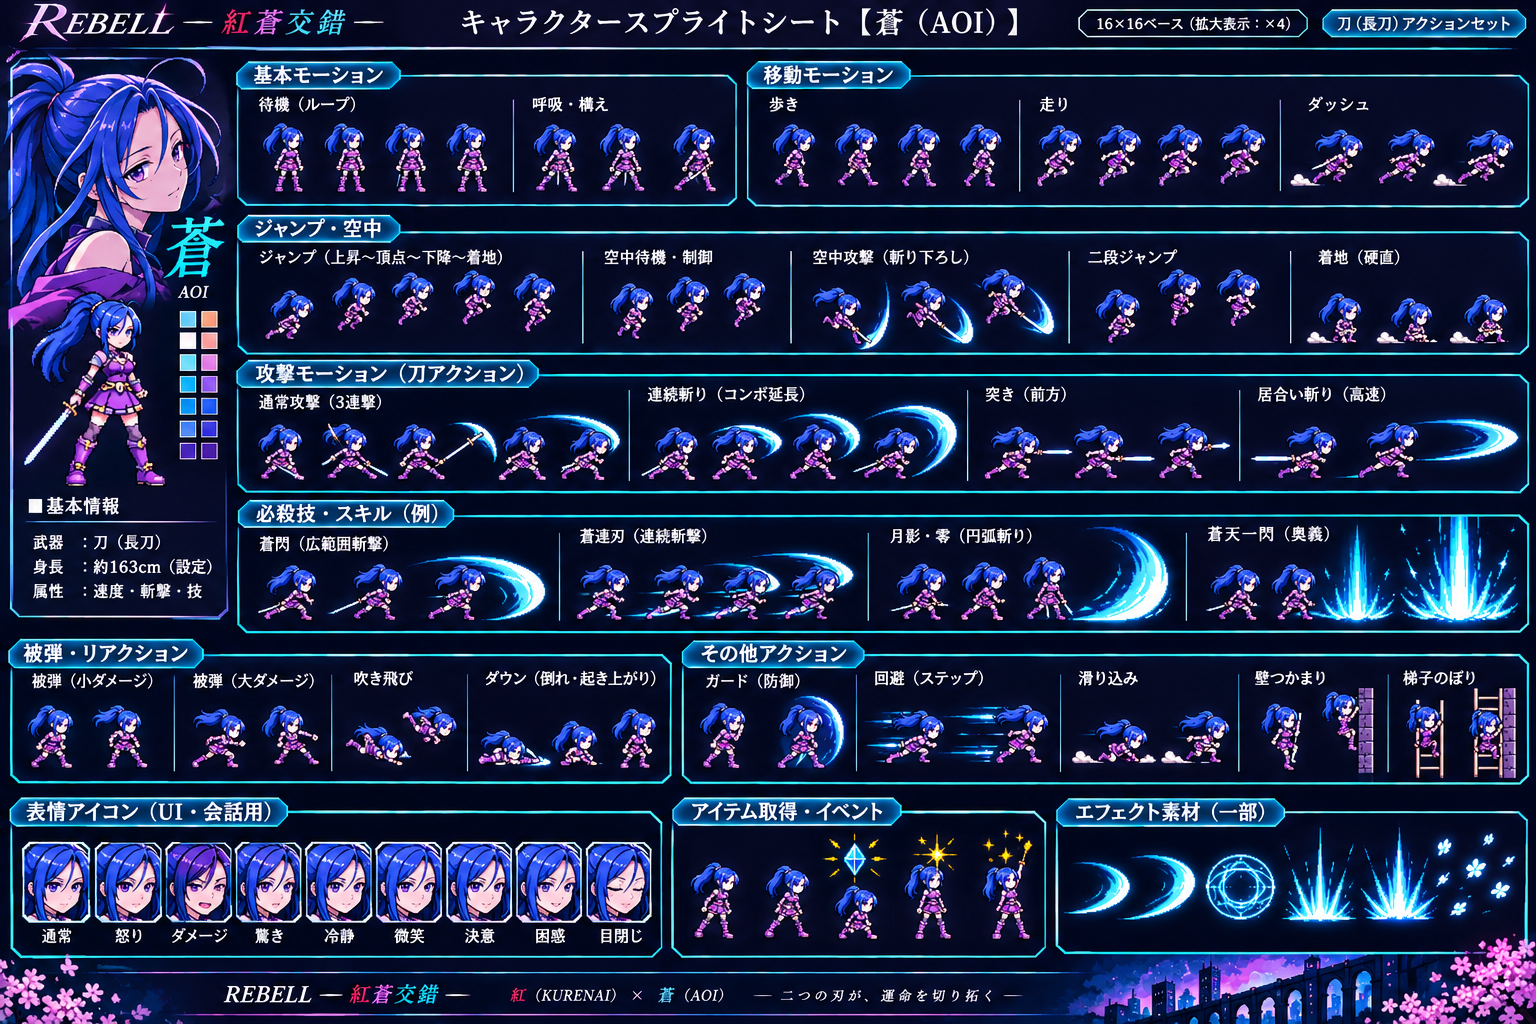 REBELL — 紅蒼交錯 —
キャラクタースプライトシート【蒼（AOI）】
16×16ベース（拡大表示：×4）
刀（長刀）アクションセット
蒼
AOI
■基本情報
武器　：刀（長刀）
身長　：約163cm（設定）
属性　：速度・斬撃・技
基本モーション
待機（ループ）
呼吸・構え
移動モーション
歩き
走り
ダッシュ
ジャンプ・空中
ジャンプ（上昇～頂点～下降～着地）
空中待機・制御
空中攻撃（斬り下ろし）
二段ジャンプ
着地（硬直）
攻撃モーション（刀アクション）
通常攻撃（3連撃）
連続斬り（コンボ延長）
突き（前方）
居合い斬り（高速）
必殺技・スキル（例）
蒼閃（広範囲斬撃）
蒼連刃（連続斬撃）
月影・零（円弧斬り）
蒼天一閃（奥義）
被弾・リアクション
被弾（小ダメージ）
被弾（大ダメージ）
吹き飛び
ダウン（倒れ・起き上がり）
その他アクション
ガード（防御）
回避（ステップ）
滑り込み
壁つかまり
梯子のぼり
表情アイコン（UI・会話用）
通常
怒り
ダメージ
驚き
冷静
微笑
決意
困惑
目閉じ
アイテム取得・イベント
エフェクト素材（一部）
REBELL — 紅蒼交錯 —
紅（KURENAI）　×　蒼（AOI）
— 二つの刃が、運命を切り拓く —